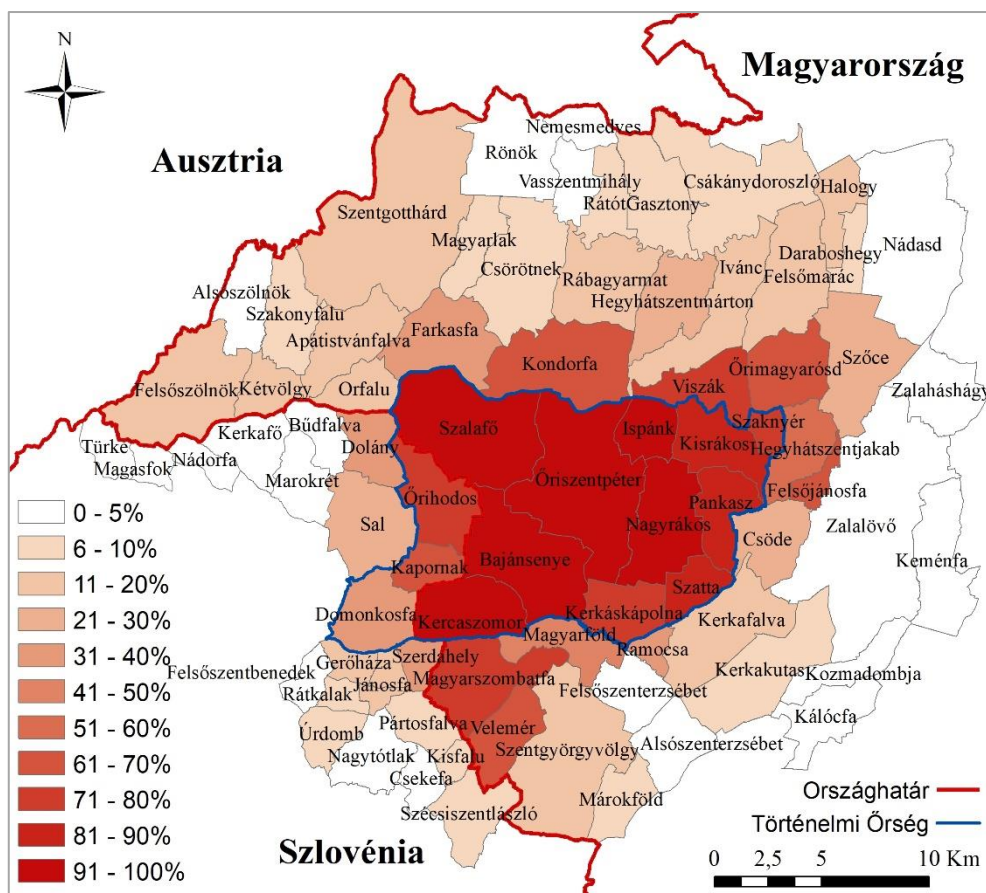 N
Magyarország
Ausztria
Nemesmedves
Rönök
Vasszentmihály
Rátót
Gasztony
Csákánydoroszló
Halogy
Szentgotthárd
Magyarlak
Csörötnek
Rábagyarmat
Hegyhátszentmárton
Ivánc
Daraboshegy
Felsőmarác
Nádasd
Alsószölnök
Szakonyfalu
Apátistvánfalva
Farkasfa
Kondorfa
Őrimagyarósd
Szőce
Felsőszölnök
Kétvölgy
Orfalu
Viszák
Zalaháshágy
Szalafő
Ispánk
Szaknyér
Kisrákos
Hegyhátszentjakab
Türke
Magasfok
Nádorfa
Kerkafő
Búdfalva
Dolány
Marokrét
Őrihodos
Őriszentpéter
Pankasz
Felsőjánosfa
Nagyrákos
Zalalövő
Sal
Csöde
Keménfa
Kapornak
Bajánsenye
Szatta
Domonkosfa
Kercaszomor
Kerkáskápolna
Kerkafalva
Magyarföld
Ramocsa
Felsőszentbenedek
Gerőháza
Szerdahely
Kerkakutas
Kozmadombja
Rátkalak
Jánosfa
Magyarszombatfa
Felsőszenterzsébet
Kálócfa
Úrdomb
Pártosfalva
Velemér
Szentgyörgyvölgy
Alsószenterzsébet
Nagytótlak
Kisfalu
Csekefa
Márokföld
Szécsiszentlászló
Szlovénia
0 - 5%
6 - 10%
11 - 20%
21 - 30%
31 - 40%
41 - 50%
51 - 60%
61 - 70%
71 - 80%
81 - 90%
91 - 100%
Országhatár
Történelmi Őrség
0 2,5 5 10 Km